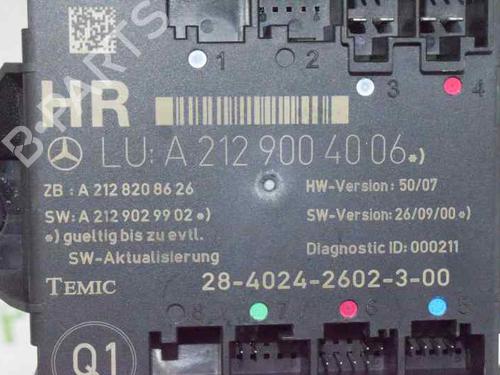 1 2 3 4
HR
LU: A 212 900 40 06 *)
ZB : A 212 820 86 26 HW-Version : 50/07
SW: A 212 902 99 02 *) SW-Version : 26/09/00 *)
*) gueltig bis zu evtl. Diagnostic ID: 000211
SW-Aktualisierung
TEMIC 28-4024-2602-3-00
8 7 6 5
Q1